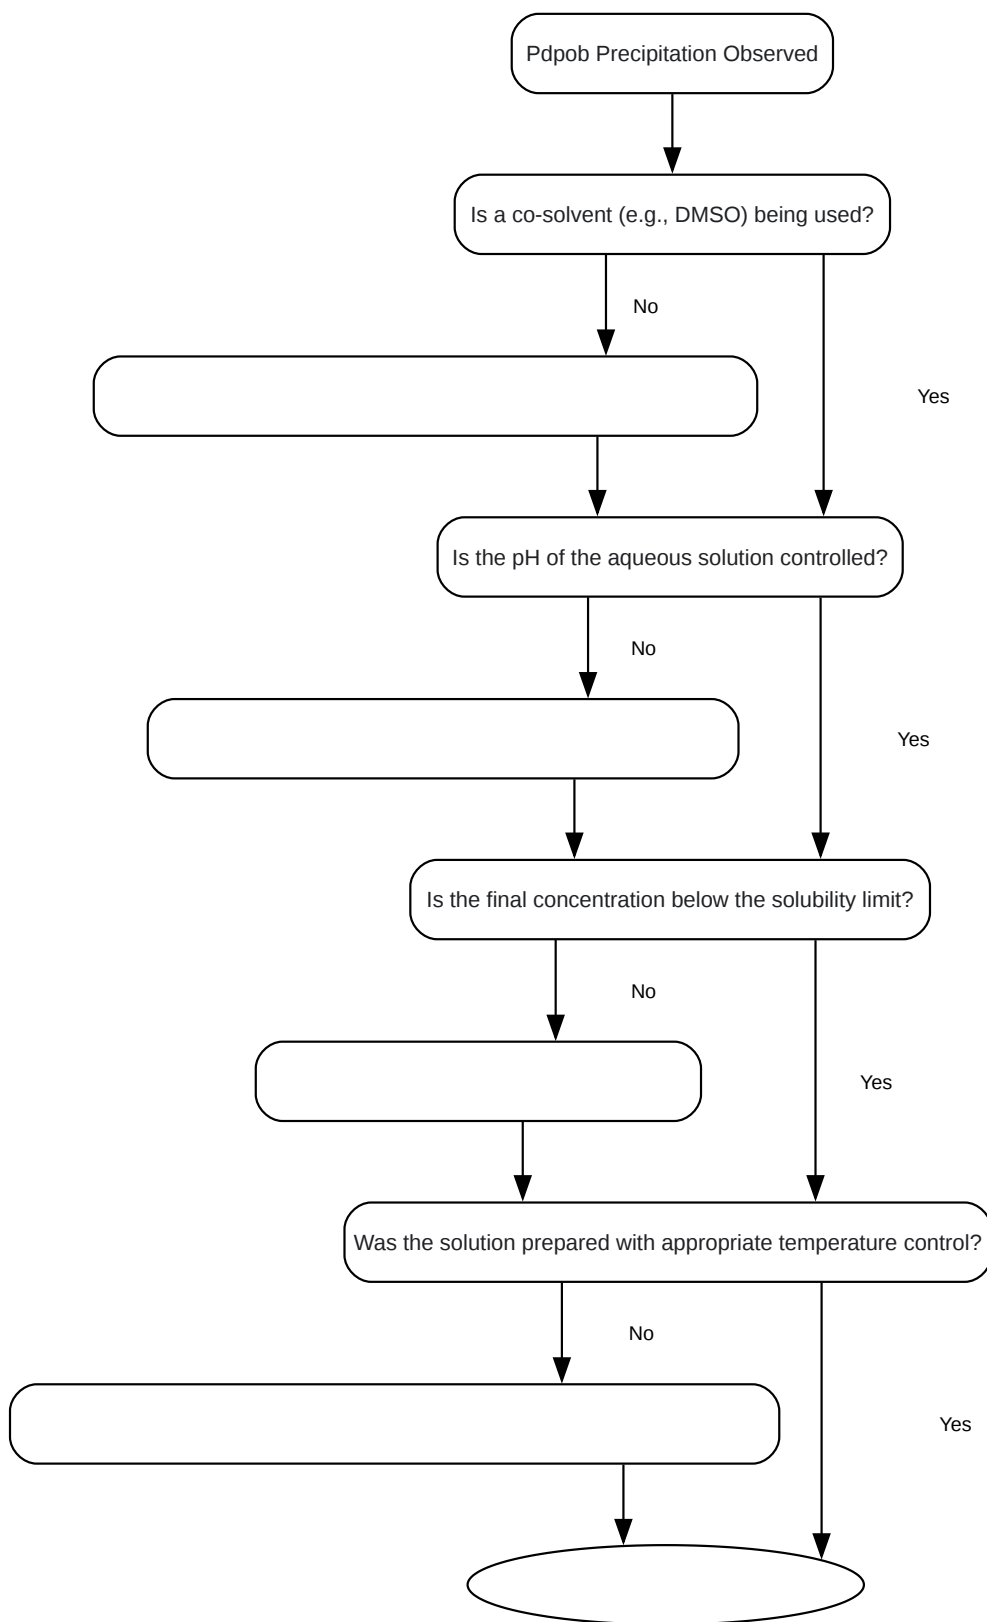 Pdpob Precipitation Observed
Is a co-solvent (e.g., DMSO) being used?
No
Yes
Is the pH of the aqueous solution controlled?
No
Yes
Is the final concentration below the solubility limit?
No
Yes
Was the solution prepared with appropriate temperature control?
No
Yes